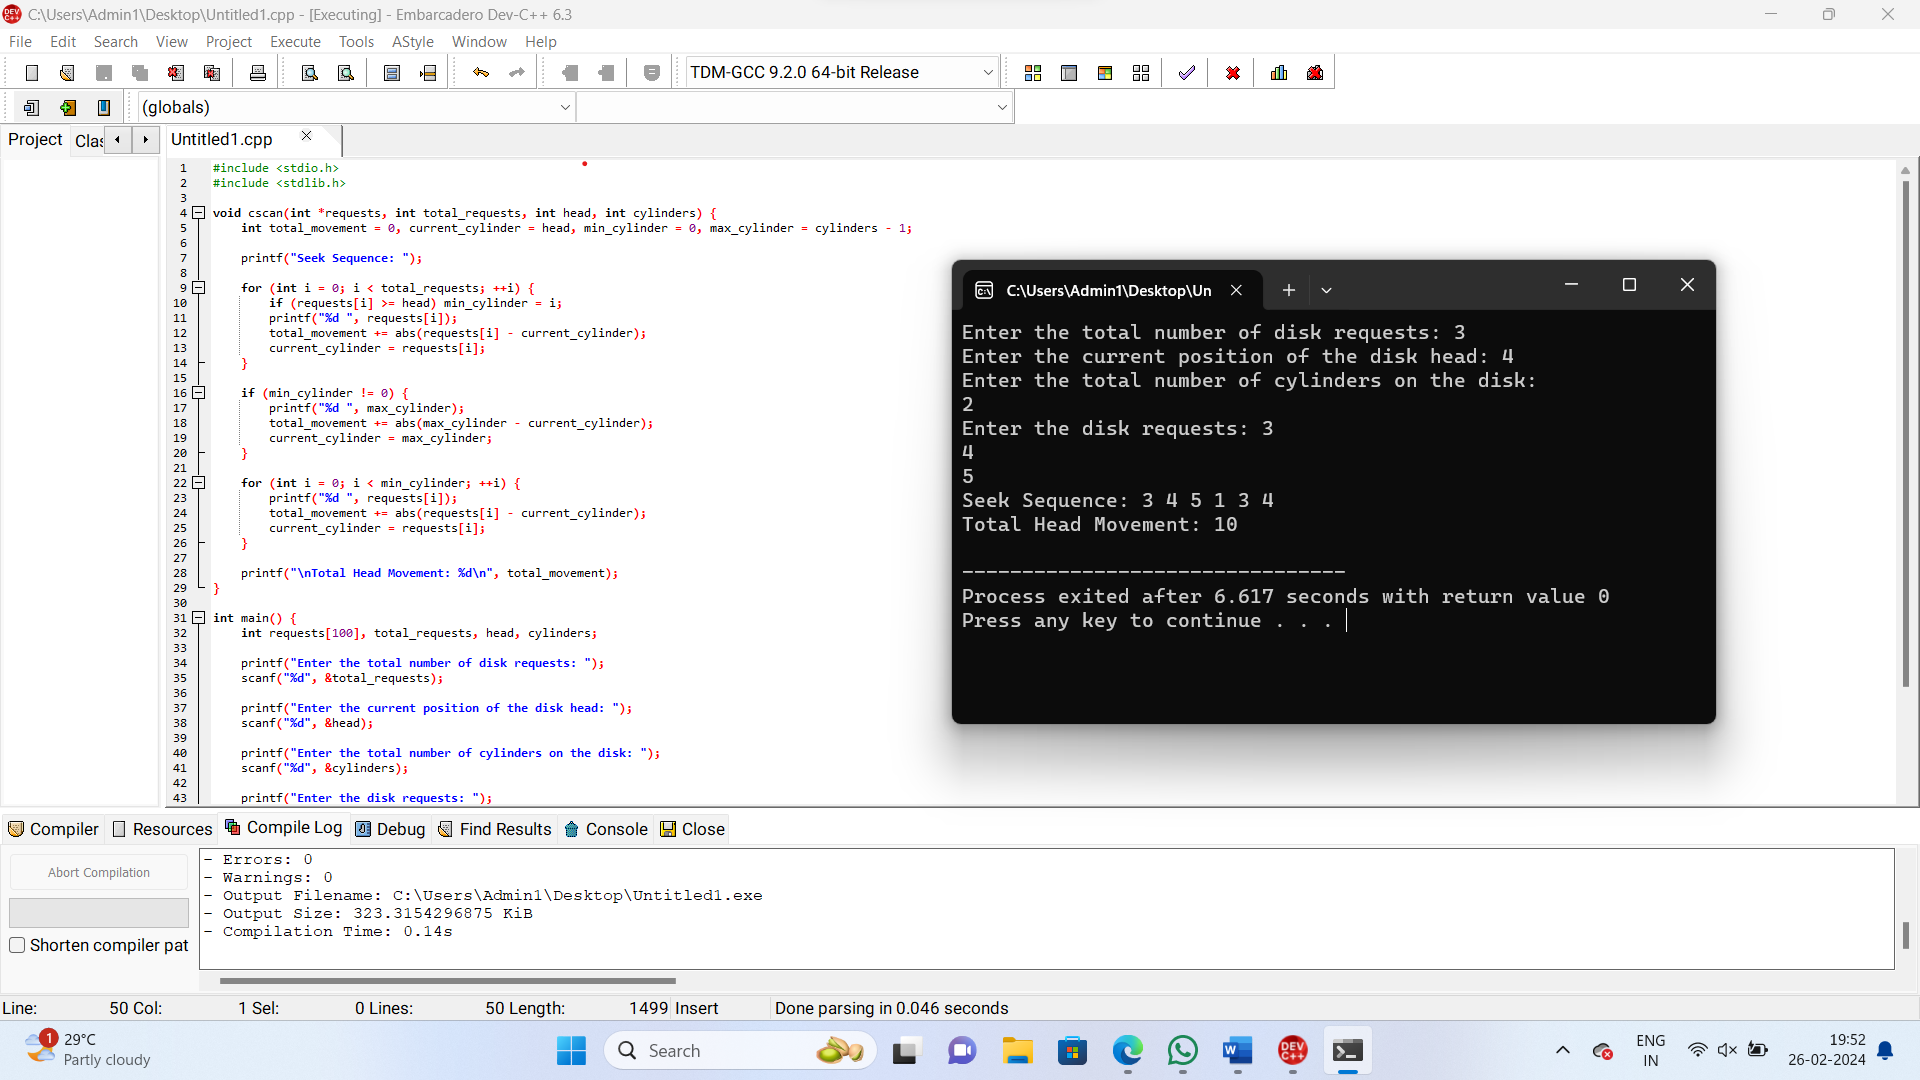 C:\Users\Admin1\Desktop\Untitled1.cpp - [Executing] - Embarcadero Dev-C++ 6.3
File Edit Search View Project Execute Tools AStyle Window Help
TDM-GCC 9.2.0 64-bit Release
(globals)
Project Clas
Untitled1.cpp
1 #include <stdio.h>
2 #include <stdlib.h>
3
4 void cscan(int *requests, int total_requests, int head, int cylinders) {
5 int total_movement = 0, current_cylinder = head, min_cylinder = 0, max_cylinder = cylinders - 1;
6
7 printf("Seek Sequence: ");
8
9 for (int i = 0; i < total_requests; ++i) {
10 if (requests[i] >= head) min_cylinder = i;
11 printf("%d ", requests[i]);
12 total_movement += abs(requests[i] - current_cylinder);
13 current_cylinder = requests[i];
14 }
15
16 if (min_cylinder != 0) {
17 printf("%d ", max_cylinder);
18 total_movement += abs(max_cylinder - current_cylinder);
19 current_cylinder = max_cylinder;
20 }
21
22 for (int i = 0; i < min_cylinder; ++i) {
23 printf("%d ", requests[i]);
24 total_movement += abs(requests[i] - current_cylinder);
25 current_cylinder = requests[i];
26 }
27
28 printf("\nTotal Head Movement: %d\n", total_movement);
29 }
30
31 int main() {
32 int requests[100], total_requests, head, cylinders;
33
34 printf("Enter the total number of disk requests: ");
35 scanf("%d", &total_requests);
36
37 printf("Enter the current position of the disk head: ");
38 scanf("%d", &head);
39
40 printf("Enter the total number of cylinders on the disk: ");
41 scanf("%d", &cylinders);
42
43 printf("Enter the disk requests: ");
C:\Users\Admin1\Desktop\Un
Enter the total number of disk requests: 3
Enter the current position of the disk head: 4
Enter the total number of cylinders on the disk:
2
Enter the disk requests: 3
4
5
Seek Sequence: 3 4 5 1 3 4
Total Head Movement: 10
--------------------------------
Process exited after 6.617 seconds with return value 0
Press any key to continue . . .
Compiler Resources Compile Log Debug Find Results Console Close
Abort Compilation
Shorten compiler pat
- Errors: 0
- Warnings: 0
- Output Filename: C:\Users\Admin1\Desktop\Untitled1.exe
- Output Size: 323.3154296875 KiB
- Compilation Time: 0.14s
Line: 50 Col: 1 Sel: 0 Lines: 50 Length: 1499 Insert Done parsing in 0.046 seconds
1
29°C
Partly cloudy
Search
W
DEV C++
ENG
IN
19:52
26-02-2024